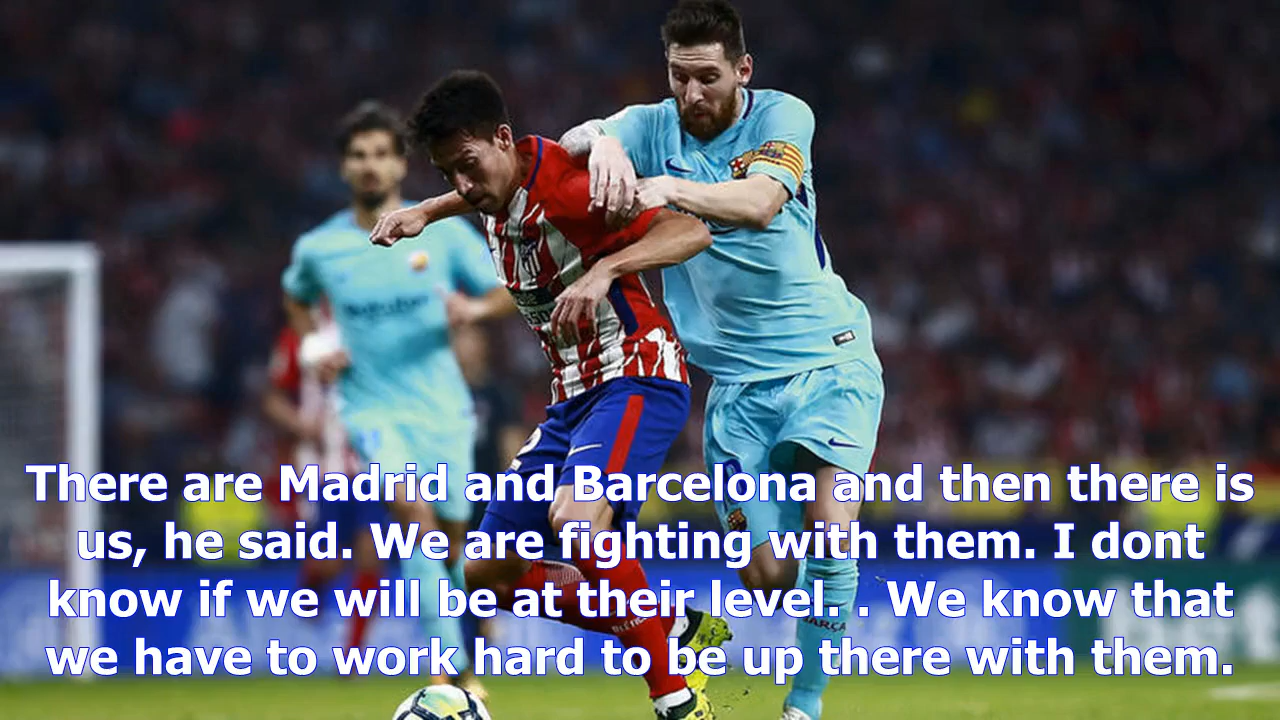 There are Madrid and Barcelona and then there is
us, he said. We are fighting with them. I dont
know if we will be at their level. . We know that
we have to work hard to be up there with them.